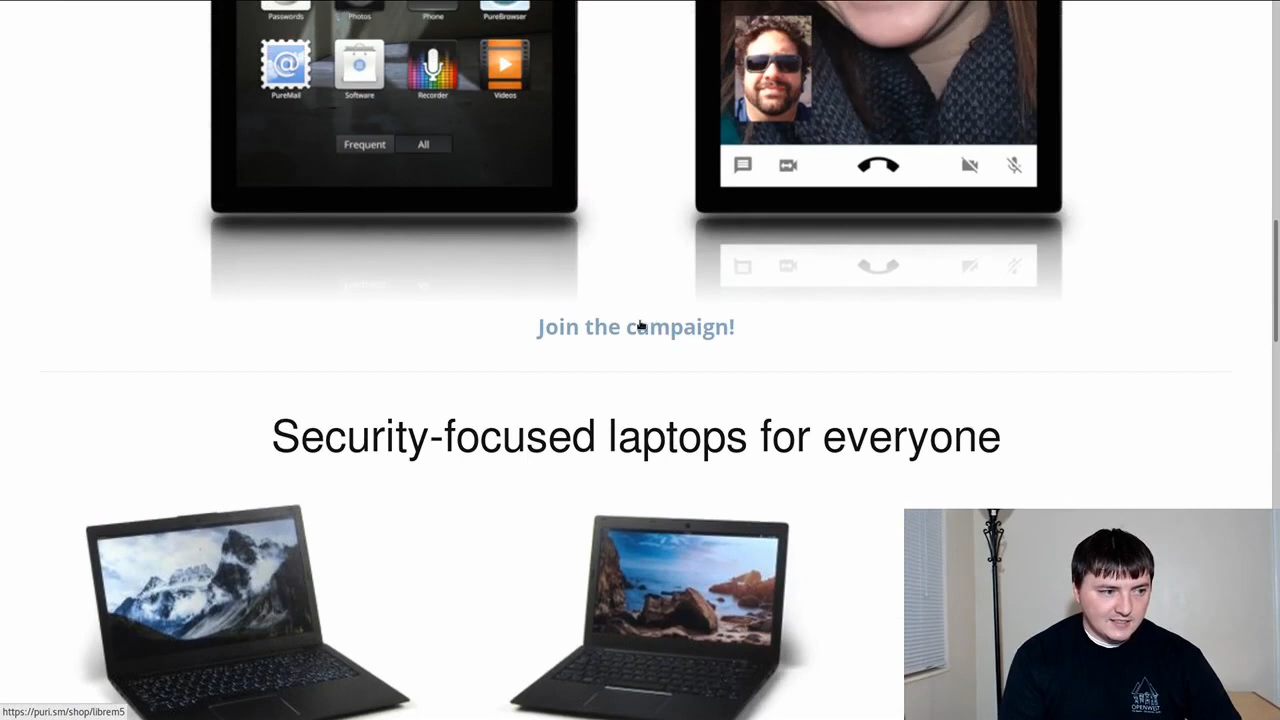 Passwords Photos Phone PureBrowser
PureMail Software Recorder Videos
Frequent All
Join the campaign!
Security-focused laptops for everyone
OPENWEST
https://puri.sm/shop/librem5